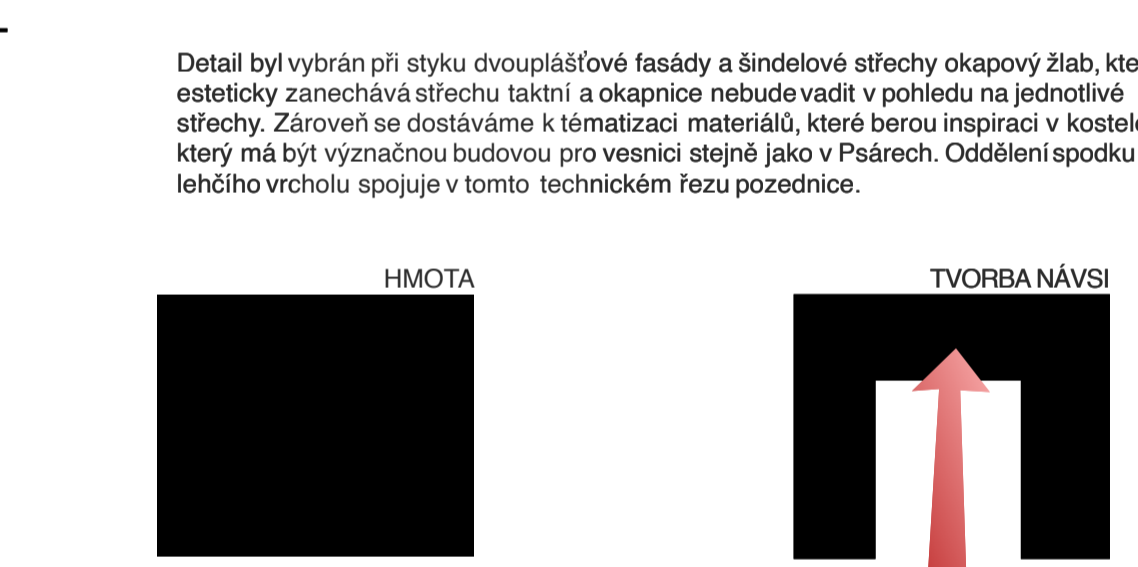 Detail byl vybrán při styku dvouplášťové fasády a šindelové střechy okapový žlab, kte
esteticky zanechává střechu taktní a okapnice nebude vadit v pohledu na jednotlivé
střechy. Zároveň se dostáváme k tématizaci materiálů, které berou inspiraci v kostele
který má být význačnou budovou pro vesnici stejně jako v Psárech. Oddělení spodku
lehčího vrcholu spojuje v tomto technickém řezu pozednice.
HMOTA
TVORBA NÁVSI